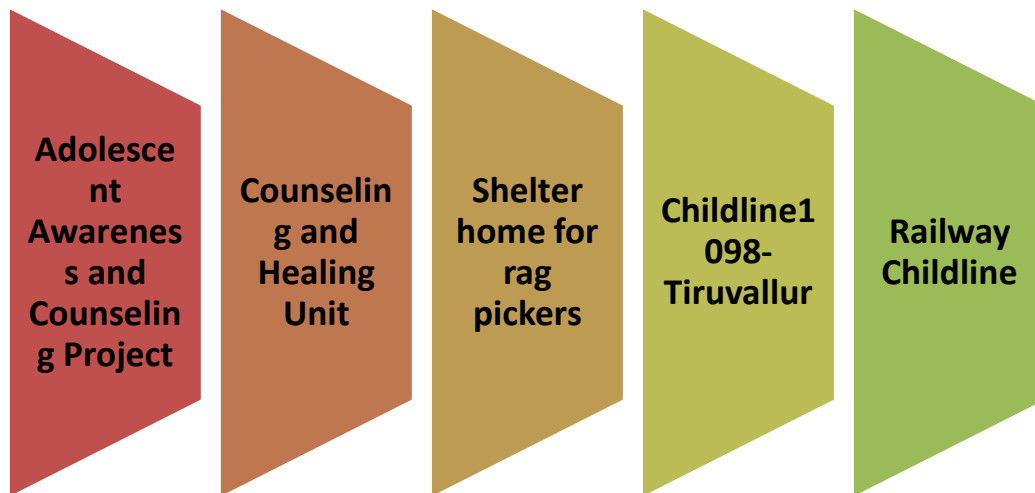 Adolesce
nt
Awarenes
s and
Counselin
g Project
Counselin
g and
Healing
Unit
Shelter
home for
rag
pickers
Childline1
098-
Tiruvallur
Railway
Childline